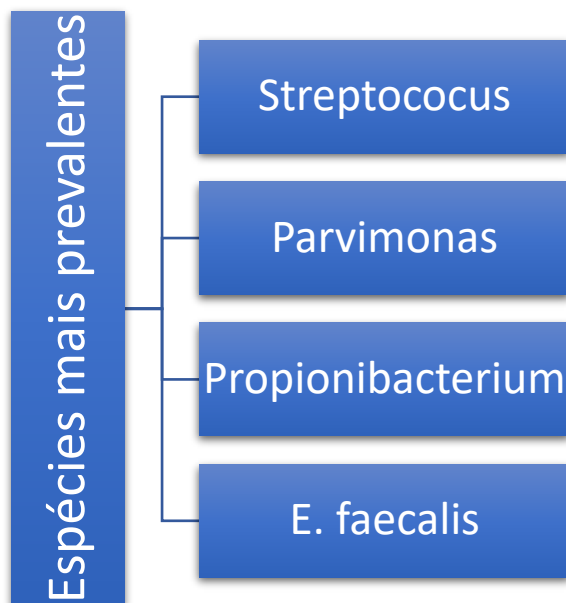 Espécies mais prevalentes
Streptococus
Parvimonas
Propionibacterium
E. faecalis